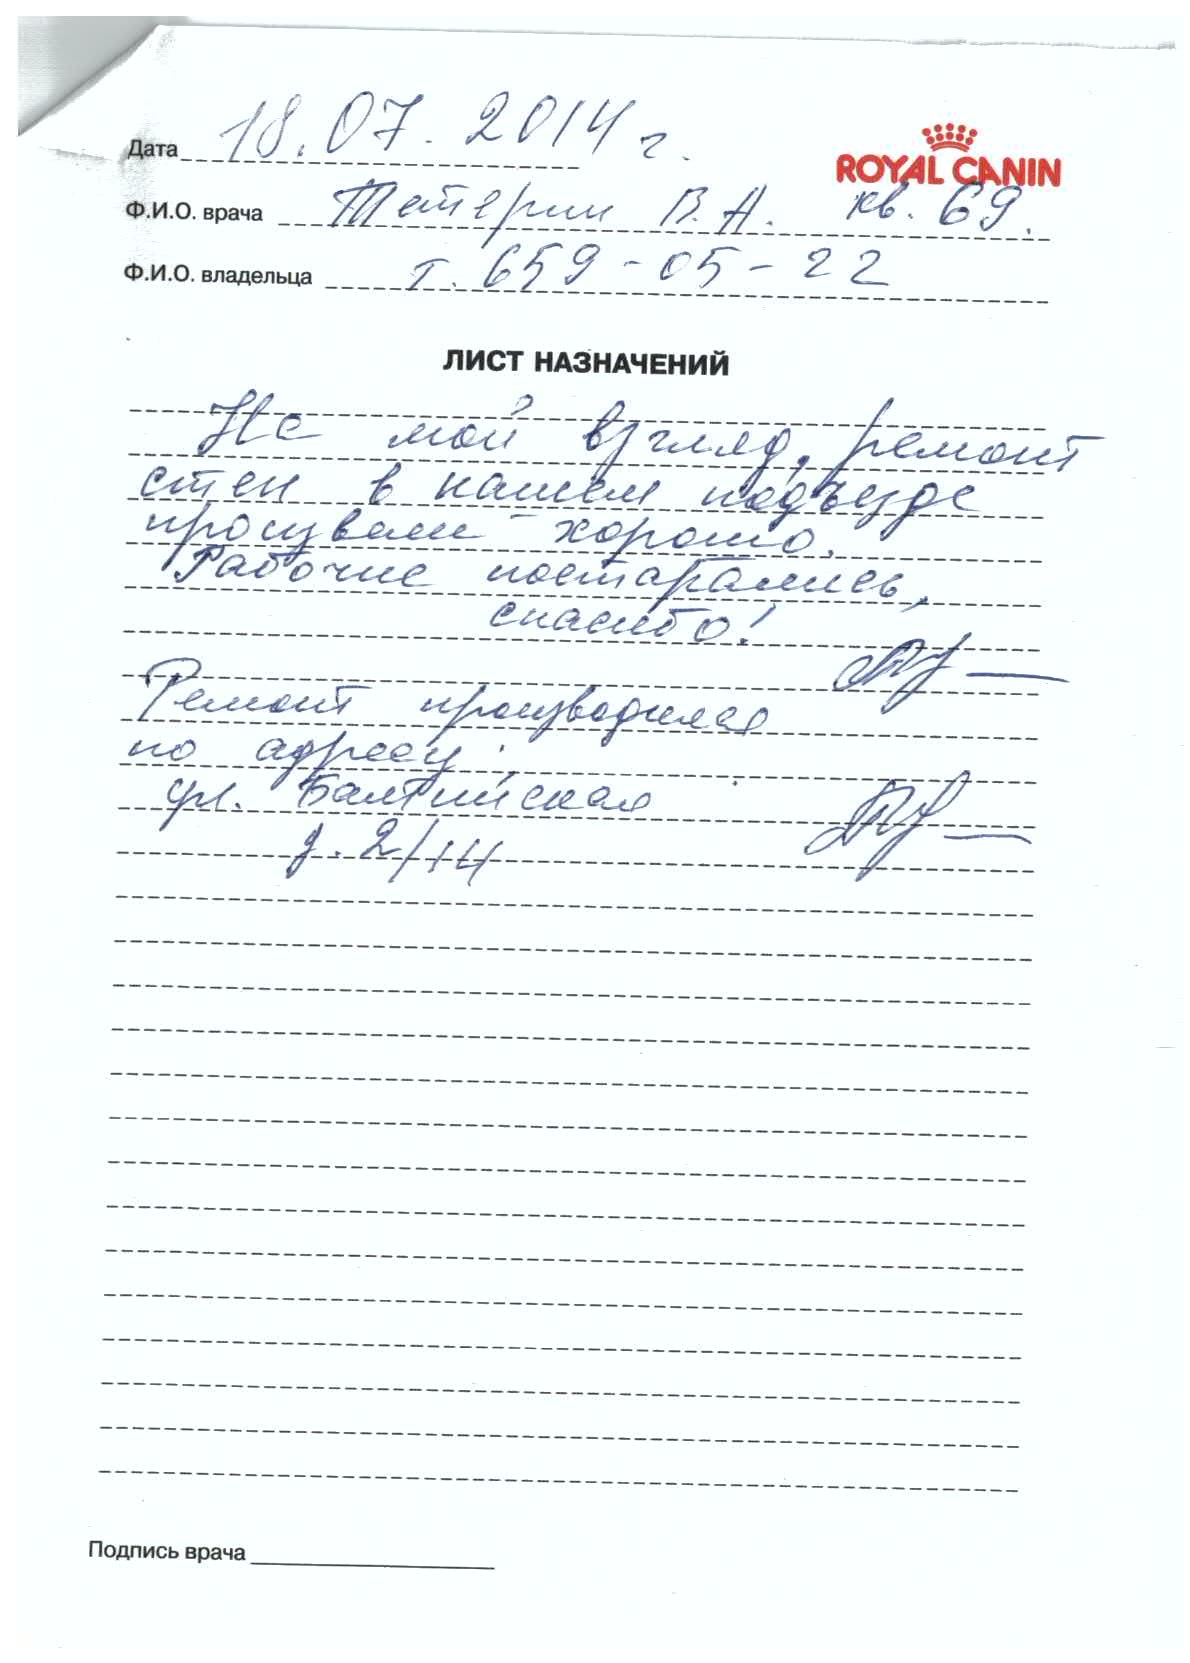 Дата 18.07.2014 г.
ROYAL CANIN
Ф.И.О. врача Татерин В.А. кв. 69.
Ф.И.О. владельца т. 659-05-22
ЛИСТ НАЗНАЧЕНИЙ
На мой взгляд, ремонт
стен в нашем подъезде
произвели - хорошо.
Рабочие постарались,
спасибо!
Ремонт производился
по адресу:
ул. Балтийская
д. 2/14
Подпись врача